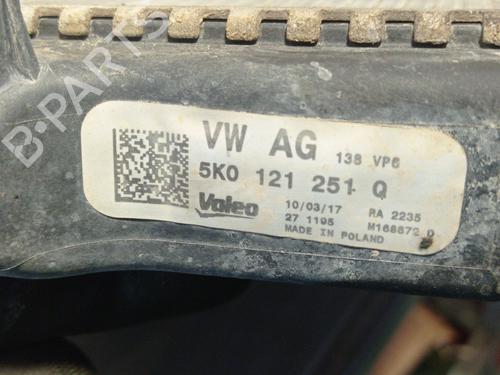 VW AG 138 VP6
5K0 121 251 Q
Valeo
10/03/17 RA 2235
27 1195 M168672 D
MADE IN POLAND
B-PARTS